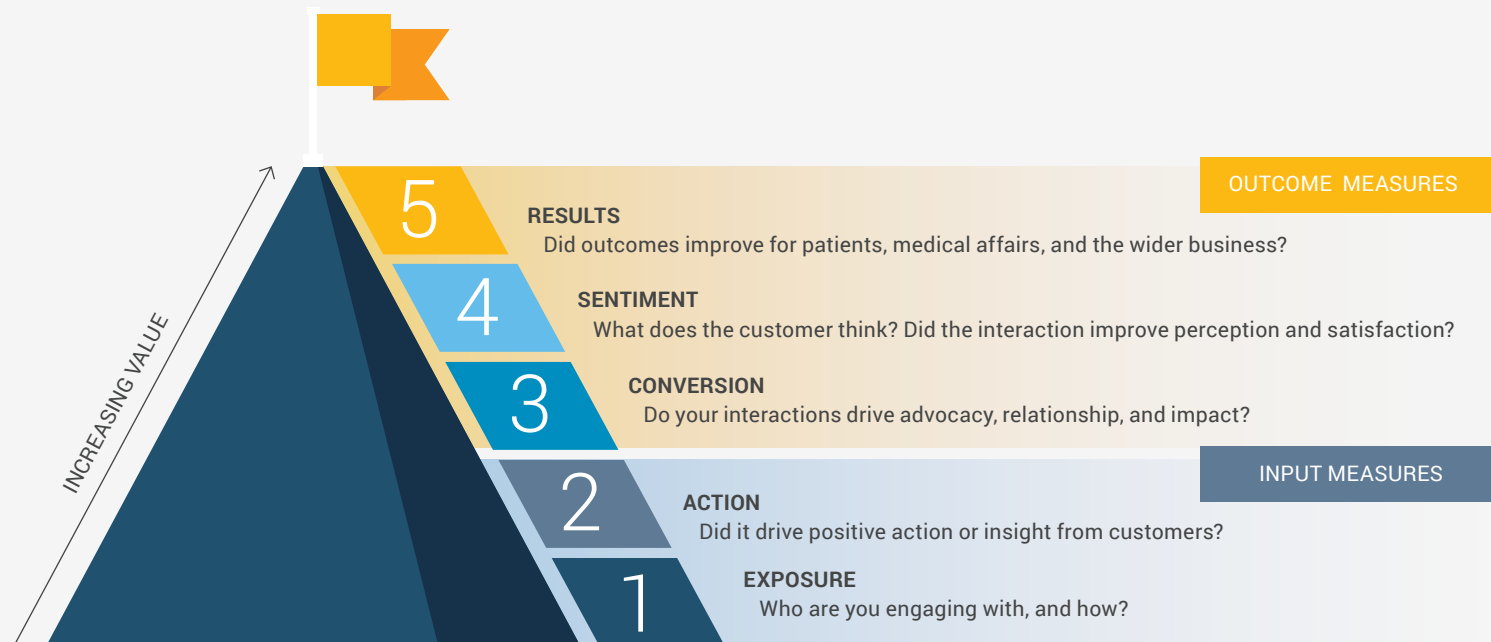 OUTCOME MEASURES
5
RESULTS
Did outcomes improve for patients, medical affairs, and the wider business?
4
SENTIMENT
What does the customer think? Did the interaction improve perception and satisfaction?
3
CONVERSION
Do your interactions drive advocacy, relationship, and impact?
INPUT MEASURES
2
ACTION
Did it drive positive action or insight from customers?
1
EXPOSURE
Who are you engaging with, and how?
INCREASING VALUE